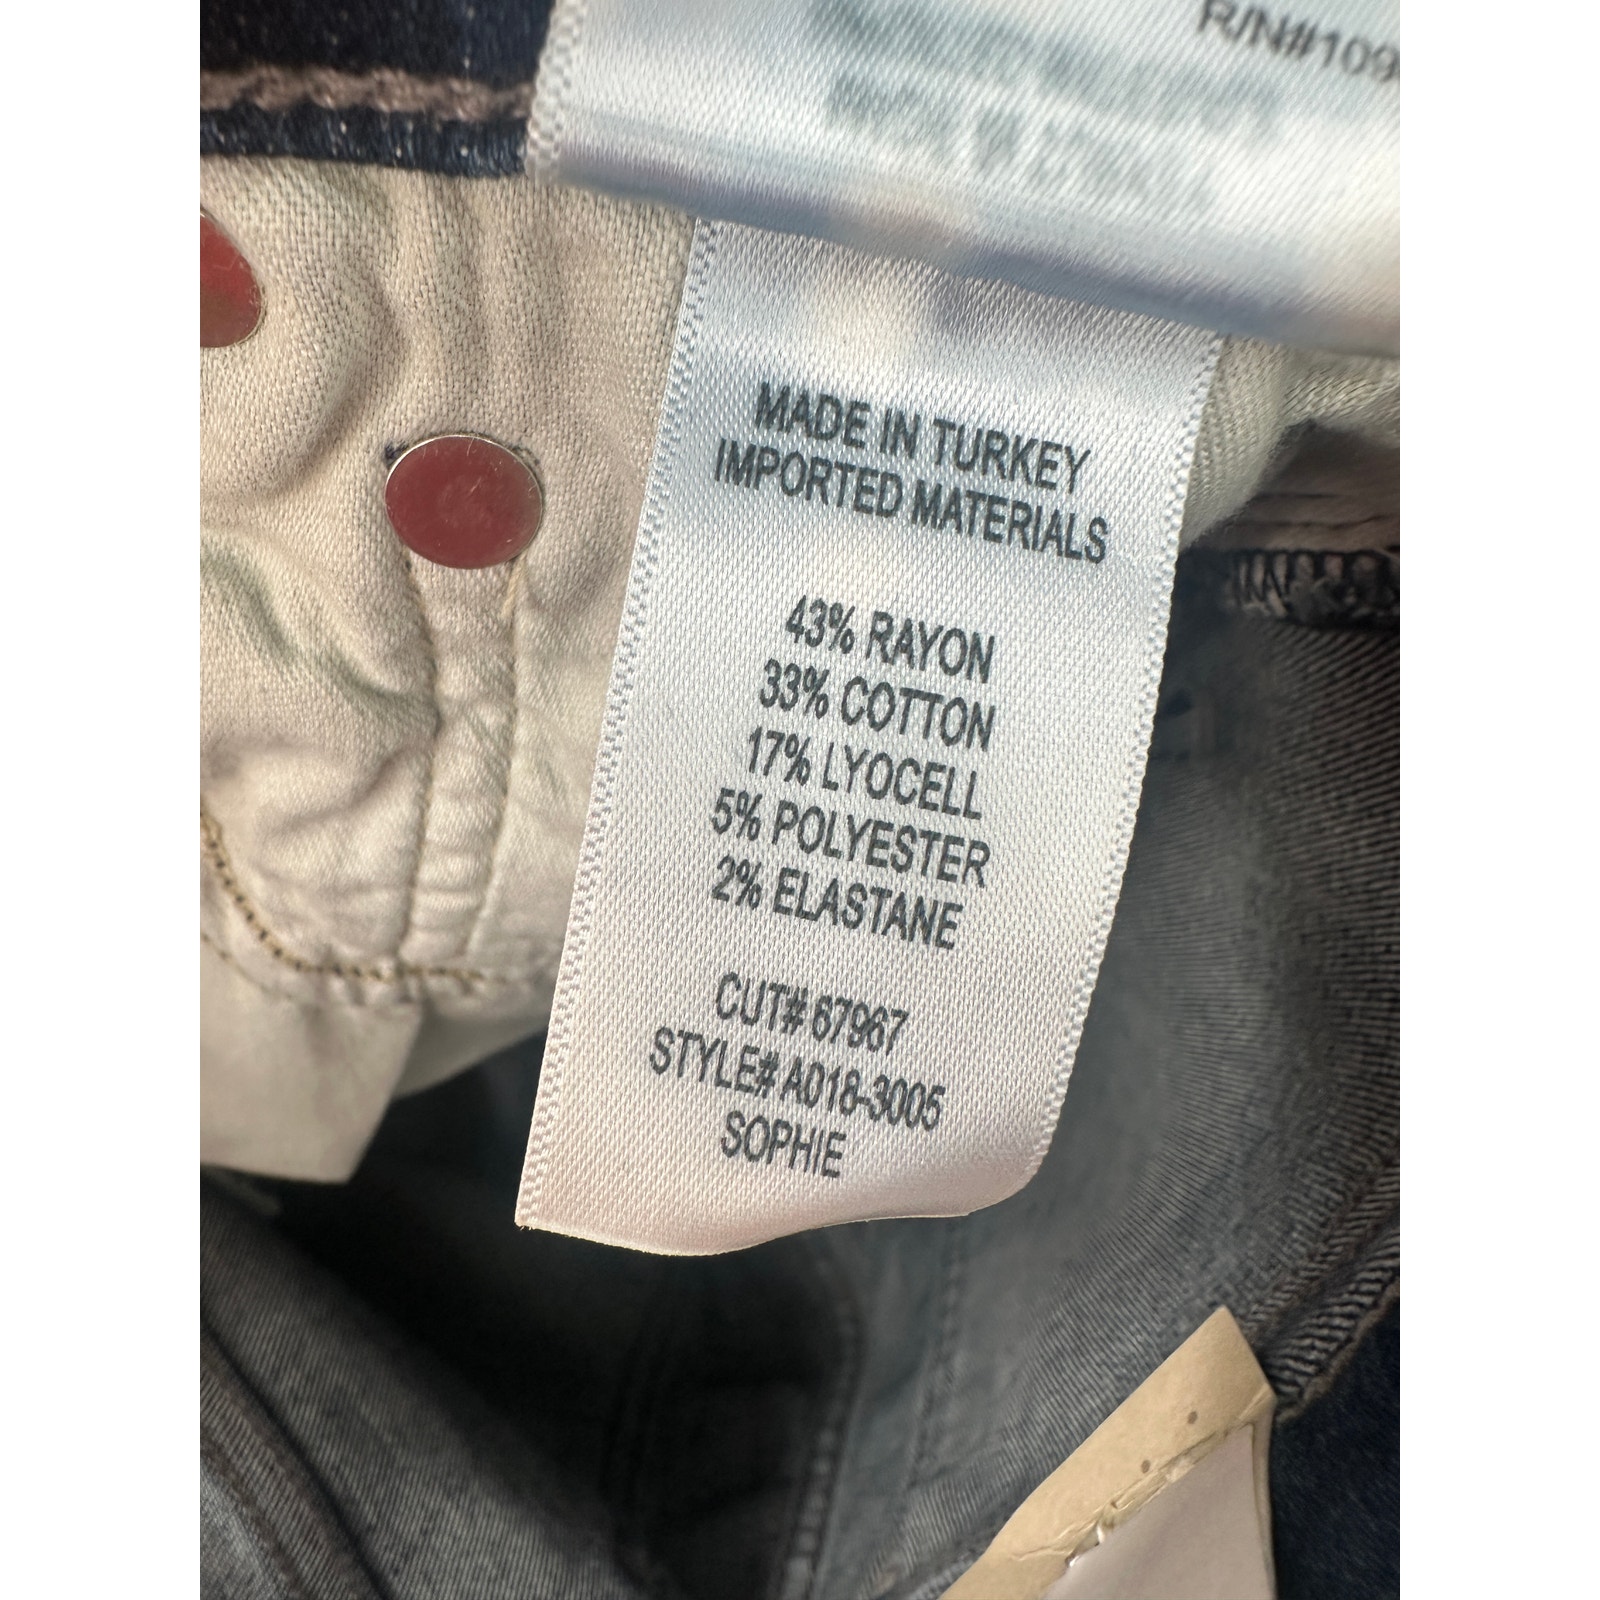 R/N#109
MADE IN TURKEY
IMPORTED MATERIALS
43% RAYON
33% COTTON
17% LYOCELL
5% POLYESTER
2% ELASTANE
CUT# 67967
STYLE# A018-3005
SOPHIE